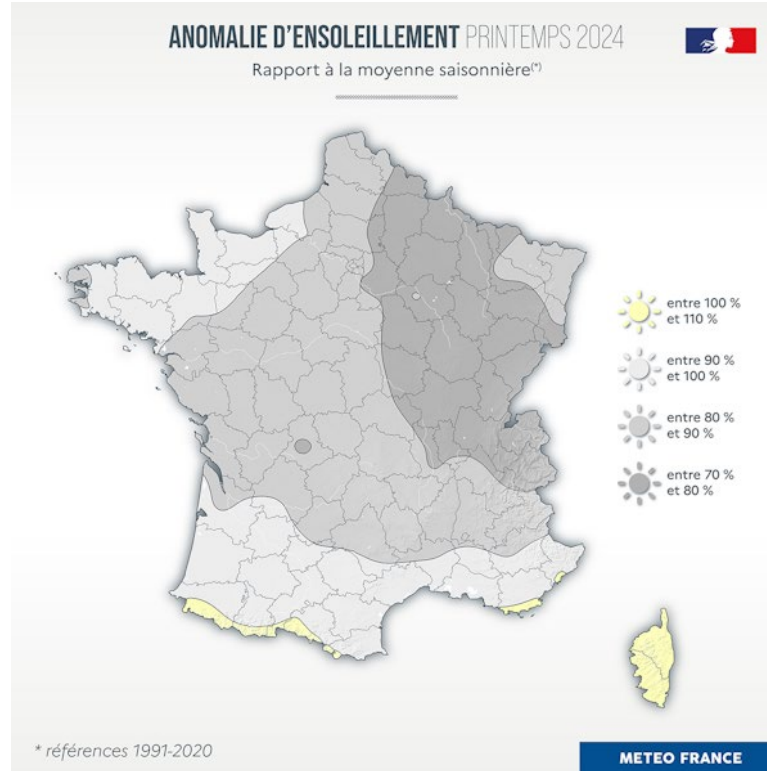 ANOMALIE D'ENSOLEILLEMENT PRINTEMPS 2024
Rapport à la moyenne saisonnière(*)
entre 100 %
et 110 %
entre 90 %
et 100 %
entre 80 %
et 90 %
entre 70 %
et 80 %
* références 1991-2020
METEO FRANCE